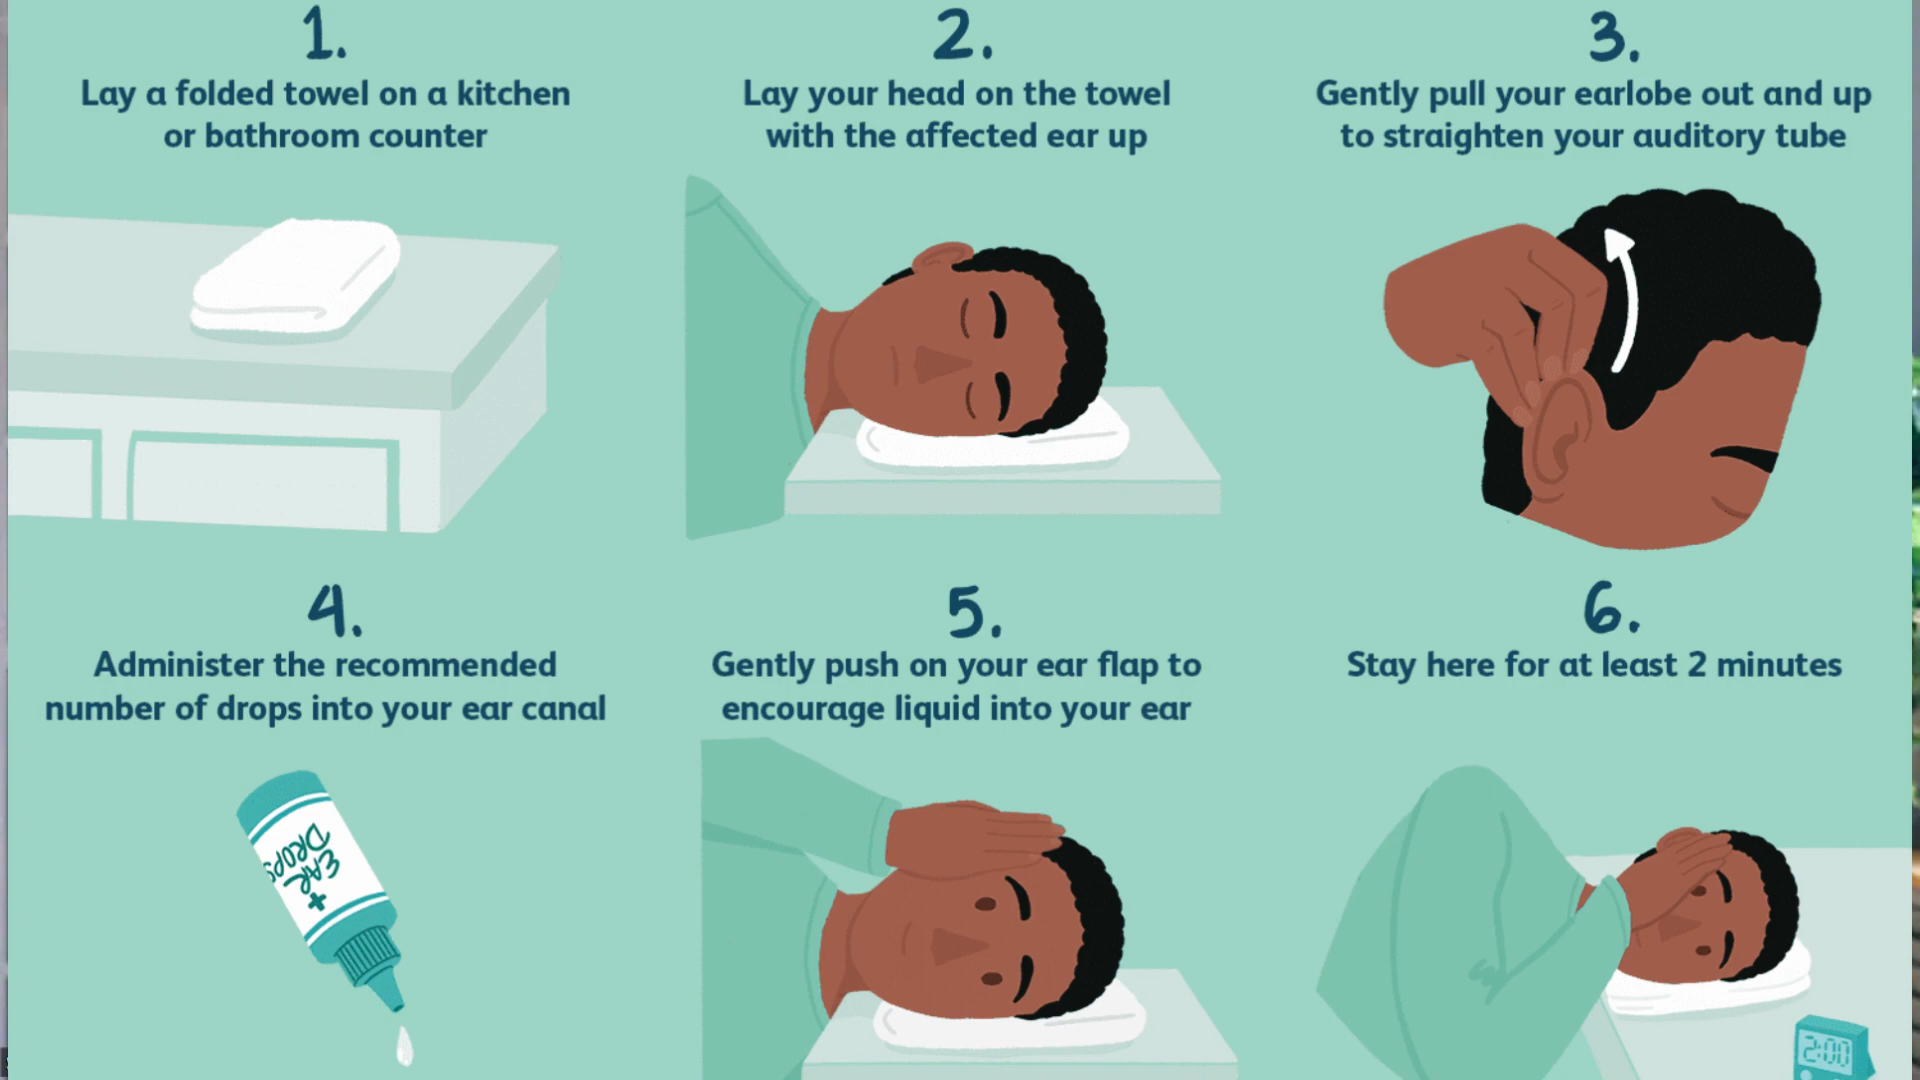 1.
Lay a folded towel on a kitchen
or bathroom counter
2.
Lay your head on the towel
with the affected ear up
3.
Gently pull your earlobe out and up
to straighten your auditory tube
4.
Administer the recommended
number of drops into your ear canal
EAR
DROPS
5.
Gently push on your ear flap to
encourage liquid into your ear
6.
Stay here for at least 2 minutes
2:00